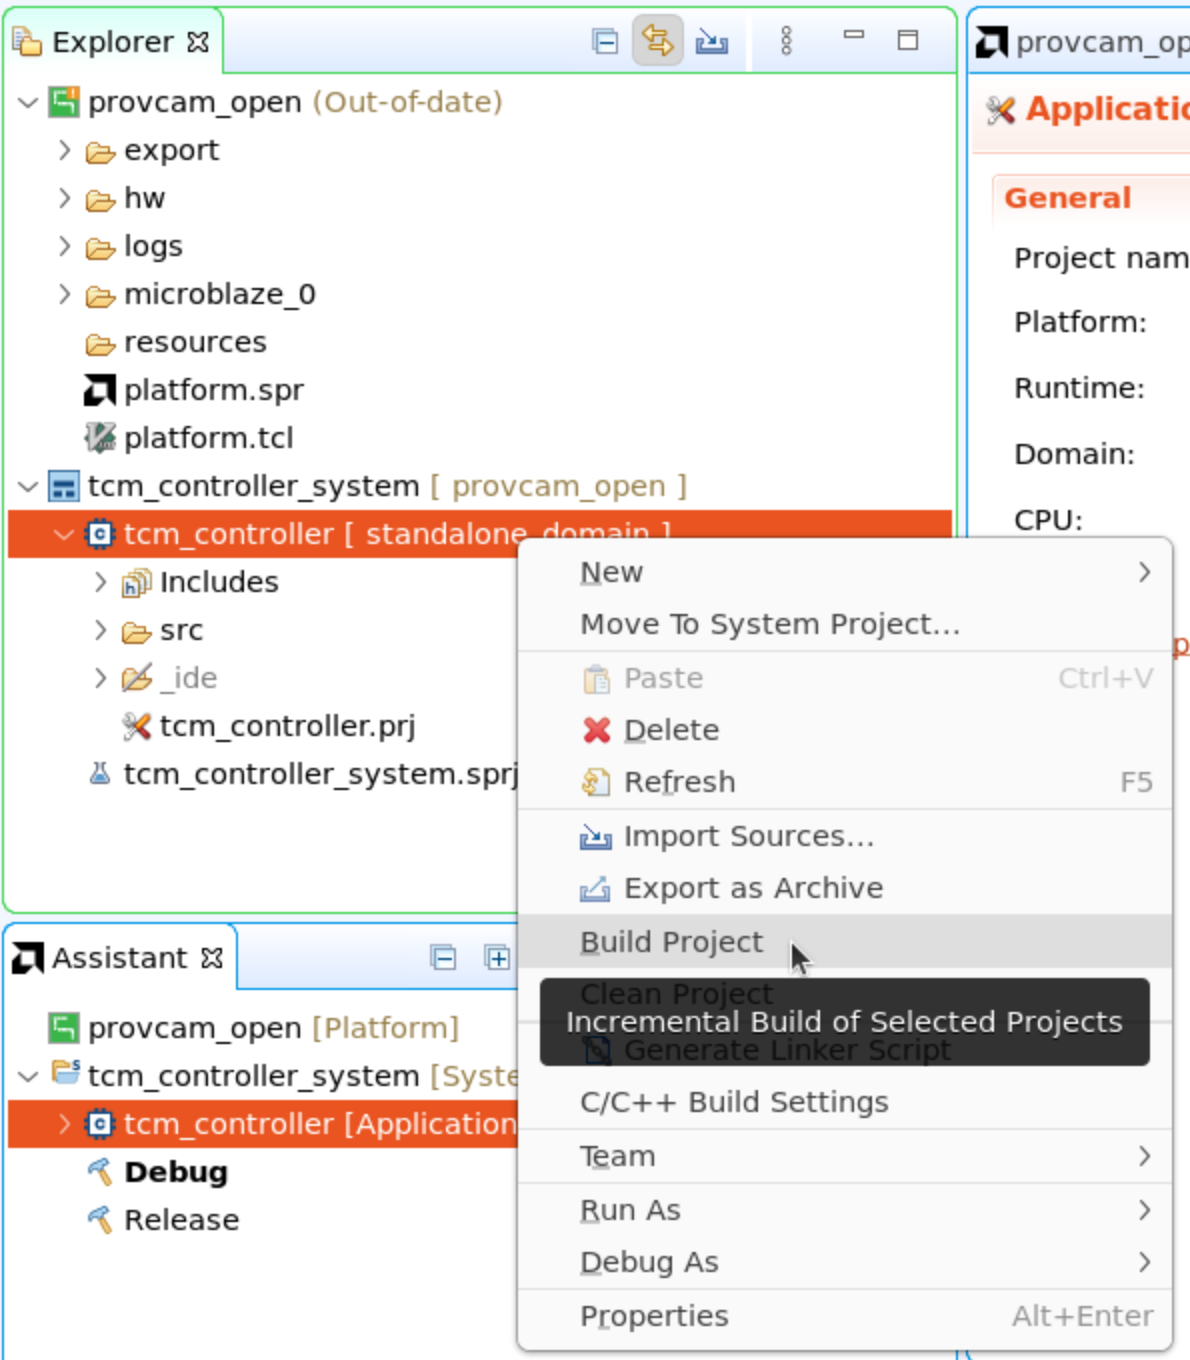 Explorer
provcam_open (Out-of-date)
export
hw
logs
microblaze_0
resources
platform.spr
platform.tcl
tcm_controller_system [ provcam_open ]
tcm_controller [ standalone_domain ]
Includes
src
_ide
tcm_controller.prj
tcm_controller_system.sprj
Assistant
provcam_open [Platform]
tcm_controller_system [Syste
tcm_controller [Application
Debug
Release
provcam_op
Applicatio
General
Project nam
Platform:
Runtime:
Domain:
CPU:
New
Move To System Project...
Paste Ctrl+V
Delete
Refresh F5
Import Sources...
Export as Archive
Build Project
Clean Project
Incremental Build of Selected Projects
Generate Linker Script
C/C++ Build Settings
Team
Run As
Debug As
Properties Alt+Enter